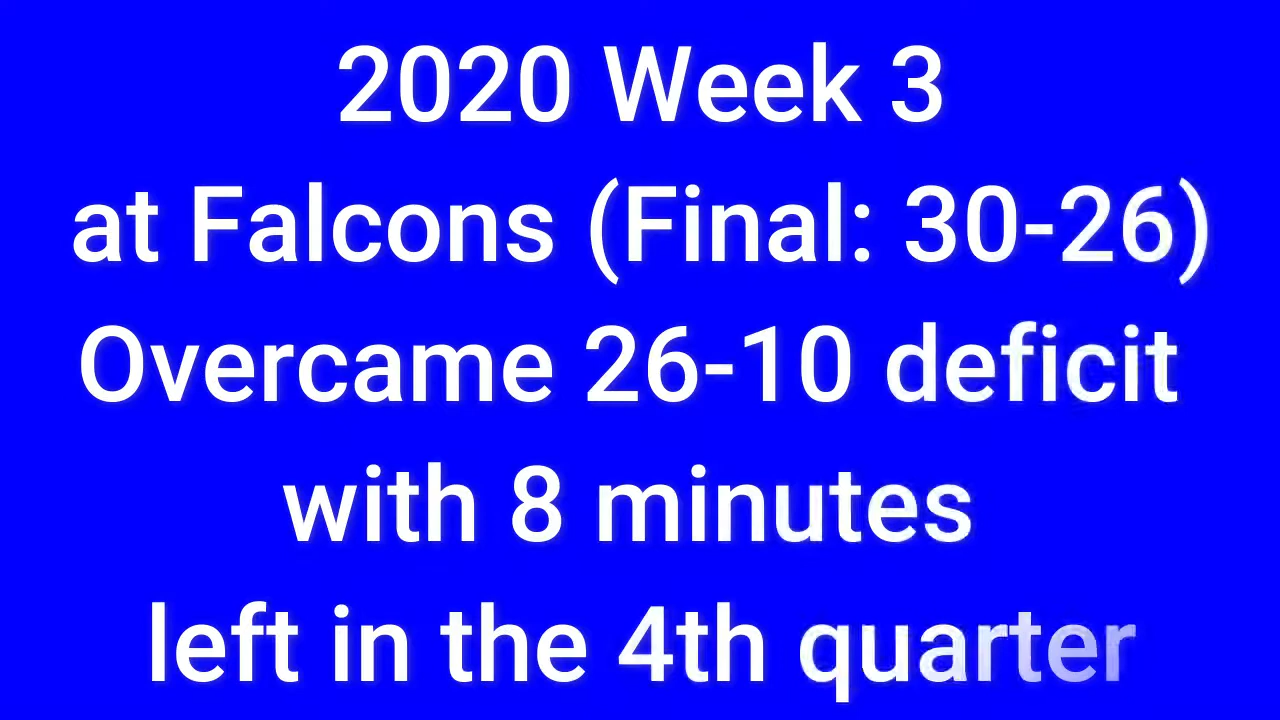 2020 Week 3
at Falcons (Final: 30-26)
Overcame 26-10 deficit
with 8 minutes
left in the 4th quarter